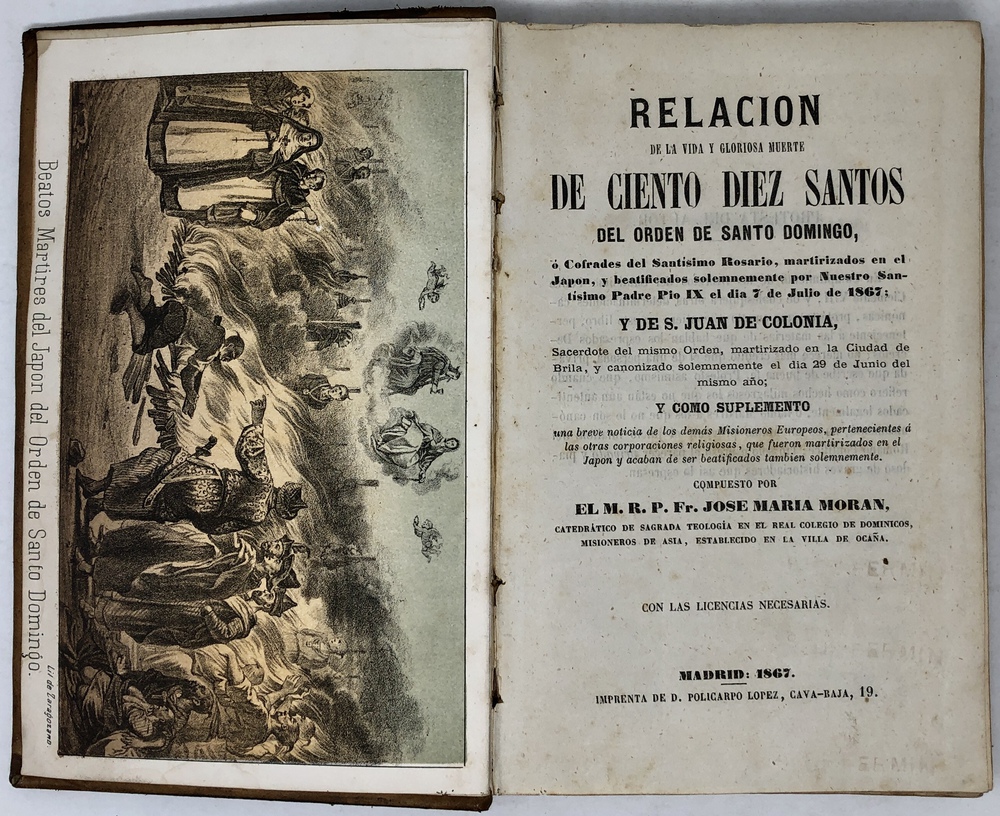 Beatos Martires del Japon del Orden de Santo Domingo.
Lit de Zaragozano
RELACION
DE LA VIDA Y GLORIOSA MUERTE
DE CIENTO DIEZ SANTOS
DEL ORDEN DE SANTO DOMINGO,
ó Cofrades del Santísimo Rosario, martirizados en el
Japon, y beatificados solemnemente por Nuestro San-
tísimo Padre Pio IX el dia 7 de Julio de 1867;
Y DE S. JUAN DE COLONIA,
Sacerdote del mismo Orden, martirizado en la Ciudad de
Brila, y canonizado solemnemente el dia 29 de Junio del
mismo año;
Y COMO SUPLEMENTO
una breve noticia de los demás Misioneros Europeos, pertenecientes á
las otras corporaciones religiosas, que fueron martirizados en el
Japon y acaban de ser beatificados tambien solemnemente.
COMPUESTO POR
EL M. R. P. Fr. JOSE MARIA MORAN,
CATEDRÁTICO DE SAGRADA TEOLOGÍA EN EL REAL COLEGIO DE DOMINICOS,
MISIONEROS DE ASIA, ESTABLECIDO EN LA VILLA DE OCAÑA.
CON LAS LICENCIAS NECESARIAS.
MADRID: 1867.
IMPRENTA DE D. POLICARPO LOPEZ, CAVA-BAJA, 19.